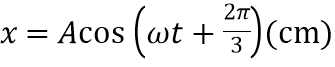 x = Acos (ωt + 2π/3)(cm)